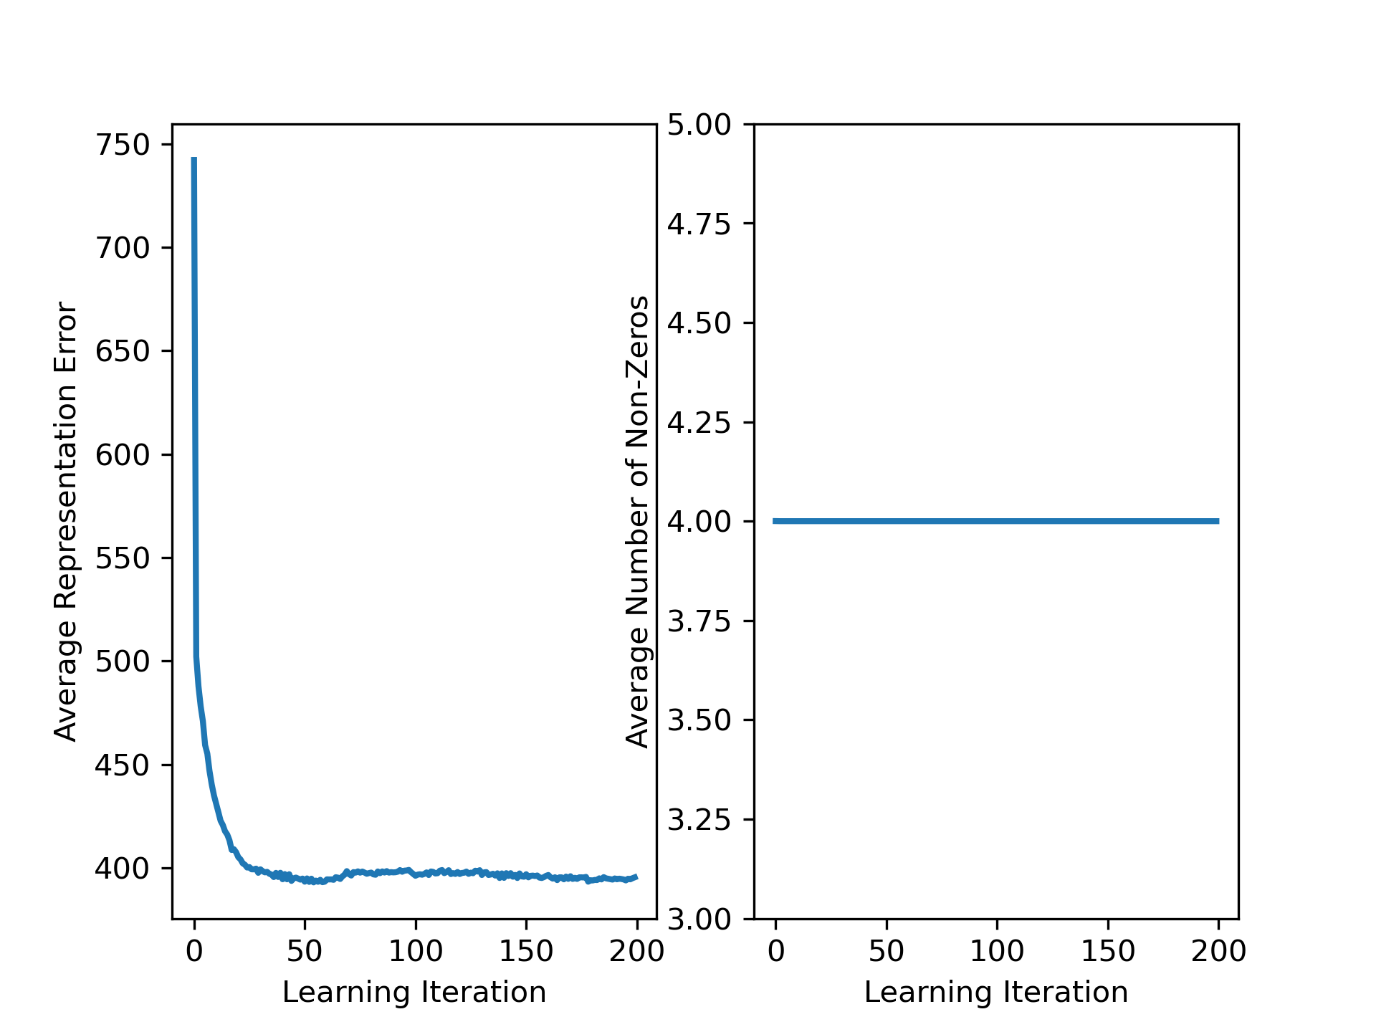 Average Representation Error
750
700
650
600
550
500
450
400
0 50 100 150 200
Learning Iteration
Average Number of Non-Zeros
5.00
4.75
4.50
4.25
4.00
3.75
3.50
3.25
3.00
0 50 100 150 200
Learning Iteration